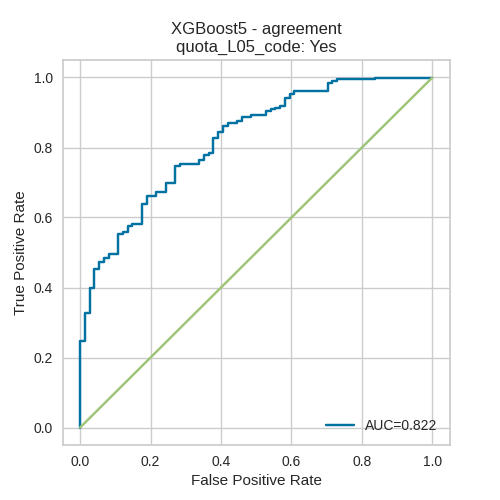 XGBoost5 - agreement
quota_L05_code: Yes
1.0
0.8
0.6
0.4
0.2
0.0
True Positive Rate
AUC=0.822
0.0 0.2 0.4 0.6 0.8 1.0
False Positive Rate